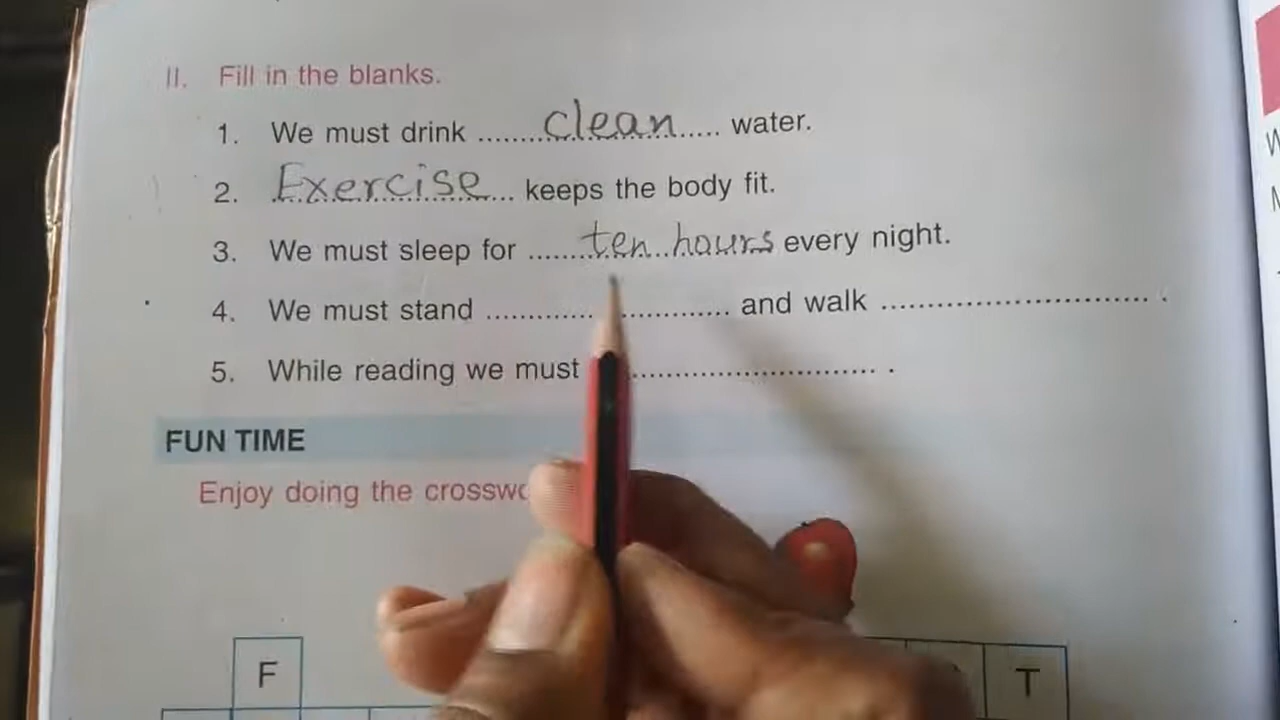 II. Fill in the blanks.
1. We must drink ......clean..... water.
2. Exercise... keeps the body fit.
3. We must sleep for ......ten hours every night.
4. We must stand .............................. and walk .............................. .
5. While reading we must .............................. .
FUN TIME
Enjoy doing the
F T